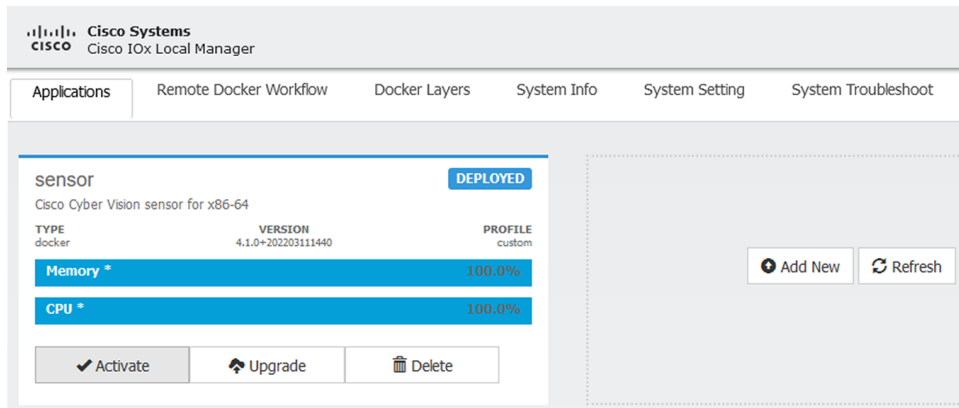 Cisco Systems
CISCO Cisco IOx Local Manager
Applications Remote Docker Workflow Docker Layers System Info System Setting System Troubleshoot
sensor DEPLOYED
Cisco Cyber Vision sensor for x86-64
TYPE VERSION PROFILE
docker 4.1.0+202203111440 custom
Memory * 100.0%
CPU * 100.0%
Add New Refresh
Activate Upgrade Delete